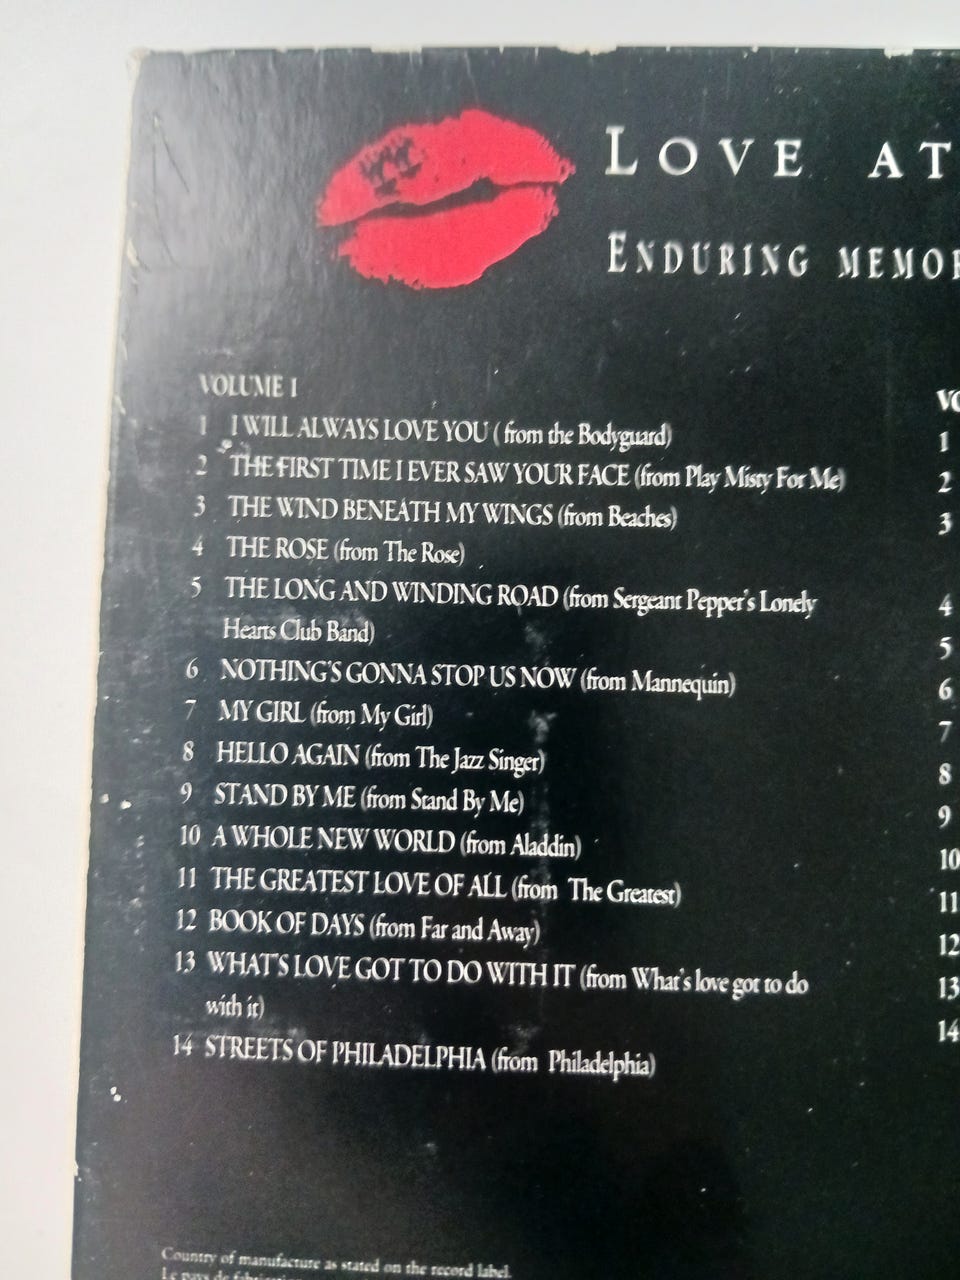 LOVE AT
ENDURING MEMOR
VOLUME 1
1 I WILL ALWAYS LOVE YOU ( from the Bodyguard)
2 THE FIRST TIME I EVER SAW YOUR FACE (from Play Misty For Me)
3 THE WIND BENEATH MY WINGS (from Beaches)
4 THE ROSE (from The Rose)
5 THE LONG AND WINDING ROAD (from Sergeant Pepper's Lonely
Hearts Club Band)
6 NOTHING'S GONNA STOP US NOW (from Mannequin)
7 MY GIRL (from My Girl)
8 HELLO AGAIN (from The Jazz Singer)
9 STAND BY ME (from Stand By Me)
10 A WHOLE NEW WORLD (from Aladdin)
11 THE GREATEST LOVE OF ALL (from The Greatest)
12 BOOK OF DAYS (from Far and Away)
13 WHAT'S LOVE GOT TO DO WITH IT (from What's love got to do
with it)
14 STREETS OF PHILADELPHIA (from Philadelphia)
VO
1
2
3
4
5
6
7
8
9
10
11
12
13
14
Country of manufacture as stated on the record label.
Le pays de